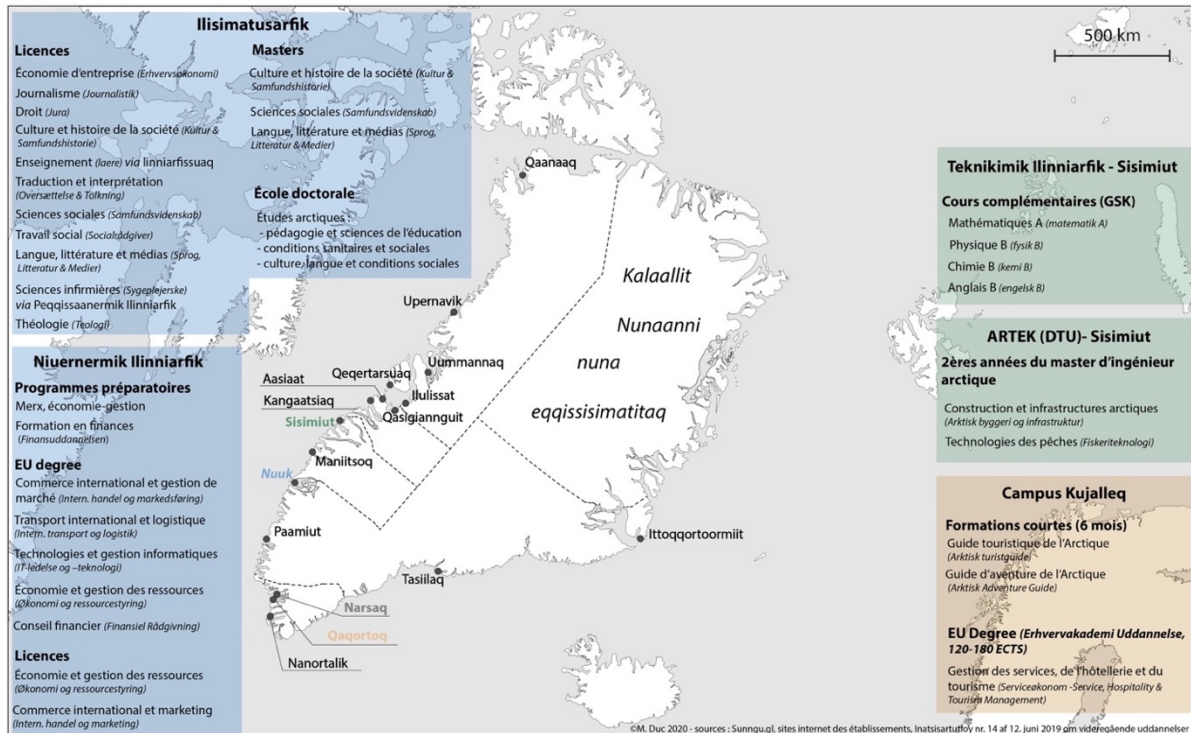 Ilisimatusarfik
Licences
Économie d'entreprise (Erhvervsøkonomi)
Journalisme (Journalistik)
Droit (Jura)
Culture et histoire de la société (Kultur &
Samfundshistorie)
Enseignement (laere) via linniarfissuaq
Traduction et interprétation
(Oversættelse & Tolkning)
Sciences sociales (Samfundsvidenskab)
Travail social (Socialrådgiver)
Langue, littérature et médias (Sprog,
Litteratur & Medier)
Sciences infirmières (Sygeplejerske)
via Peqqissaanermik Ilinniarfik
Théologie (Teologi)
Masters
Culture et histoire de la société (Kultur &
Samfundshistorie)
Sciences sociales (Samfundsvidenskab)
Langue, littérature et médias (Sprog,
Litteratur & Medier)
École doctorale
Études arctiques :
- pédagogie et sciences de l'éducation
- conditions sanitaires et sociales
- culture, langue et conditions sociales
Niuernermik Ilinniarfik
Programmes préparatoires
Merx, économie-gestion
Formation en finances
(Finansuddannelsen)
EU degree
Commerce international et gestion de
marché (Intern. handel og markedsføring)
Transport international et logistique
(Intern. transport og logistik)
Technologies et gestion informatiques
(IT-ledelse og –teknologi)
Économie et gestion des ressources
(Økonomi og ressourcestyring)
Conseil financier (Finansiel Rådgivning)
Licences
Économie et gestion des ressources
(Økonomi og ressourcestyring)
Commerce international et marketing
(Intern. handel og marketing)
Qaanaaq
Upernavik
Uummannaq
Qeqertarsuaq
Aasiaat
Ilulissat
Kangaatsiaq
Qasigiannguit
Sisimiut
Maniitsoq
Nuuk
Paamiut
Ittoqqortoormiit
Tasiilaq
Narsaq
Qaqortoq
Nanortalik
Kalaallit
Nunaanni
nuna
eqqissisimatitaq
500 km
Teknikimik Ilinniarfik - Sisimiut
Cours complémentaires (GSK)
Mathématiques A (matematik A)
Physique B (fysik B)
Chimie B (kemi B)
Anglais B (engelsk B)
ARTEK (DTU)- Sisimiut
2ères années du master d'ingénieur
arctique
Construction et infrastructures arctiques
(Arktisk byggeri og infrastruktur)
Technologies des pêches (Fiskeriteknologi)
Campus Kujalleq
Formations courtes (6 mois)
Guide touristique de l'Arctique
(Arktisk turistguide)
Guide d'aventure de l'Arctique
(Arktisk Adventure Guide)
EU Degree (Erhvervakademi Uddannelse,
120-180 ECTS)
Gestion des services, de l'hôtellerie et du
tourisme (Serviceøkonom -Service, Hospitality &
Tourism Management)
©M. Duc 2020 - sources : Sunngu.gl, sites internet des établissements, Inatsisartutlov nr. 14 af 12. juni 2019 om videregående uddannelser